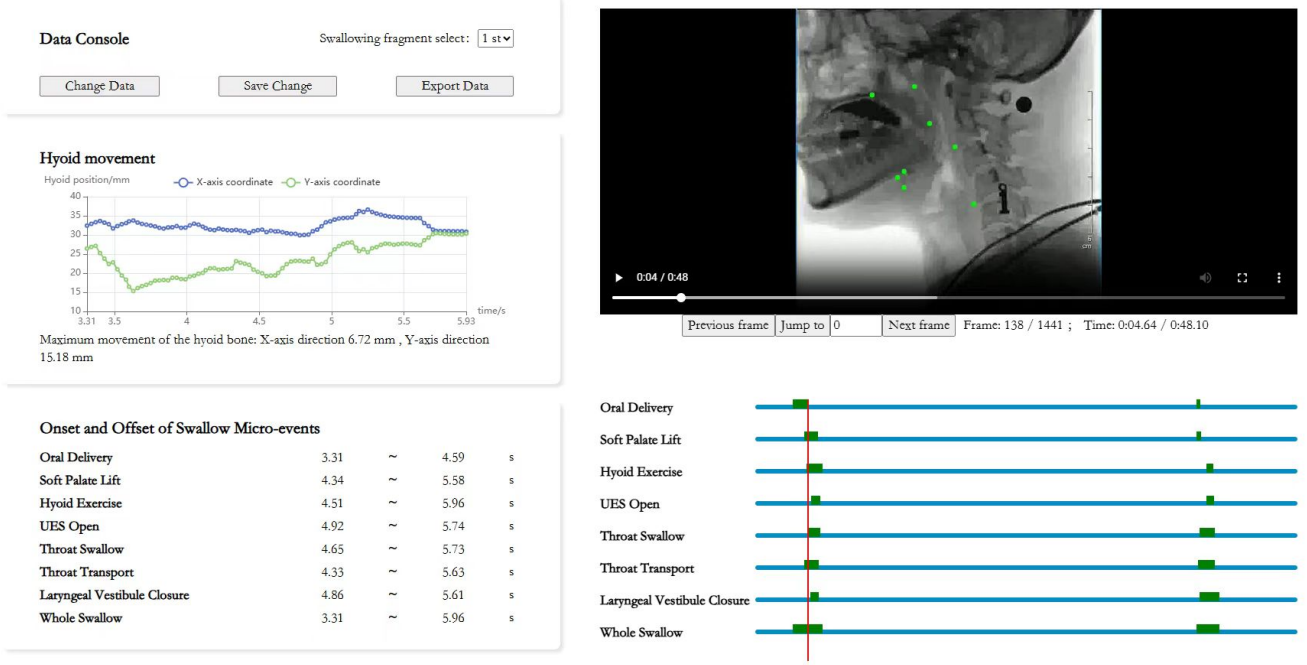 Data Console
Swallowing fragment select: 1 st
Change Data Save Change Export Data
Hyoid movement
Hyoid position/mm X-axis coordinate Y-axis coordinate
40
35
30
25
20
15
10
3.31 3.5 4 4.5 5 5.5 5.93 time/s
Maximum movement of the hyoid bone: X-axis direction 6.72 mm , Y-axis direction
15.18 mm
Onset and Offset of Swallow Micro-events
Oral Delivery 3.31 ~ 4.59 s
Soft Palate Lift 4.34 ~ 5.58 s
Hyoid Exercise 4.51 ~ 5.96 s
UES Open 4.92 ~ 5.74 s
Throat Swallow 4.65 ~ 5.73 s
Throat Transport 4.33 ~ 5.63 s
Laryngeal Vestibule Closure 4.86 ~ 5.61 s
Whole Swallow 3.31 ~ 5.96 s
cm
0:04 / 0:48
Previous frame Jump to 0 Next frame Frame: 138 / 1441 ; Time: 0:04.64 / 0:48.10
Oral Delivery
Soft Palate Lift
Hyoid Exercise
UES Open
Throat Swallow
Throat Transport
Laryngeal Vestibule Closure
Whole Swallow